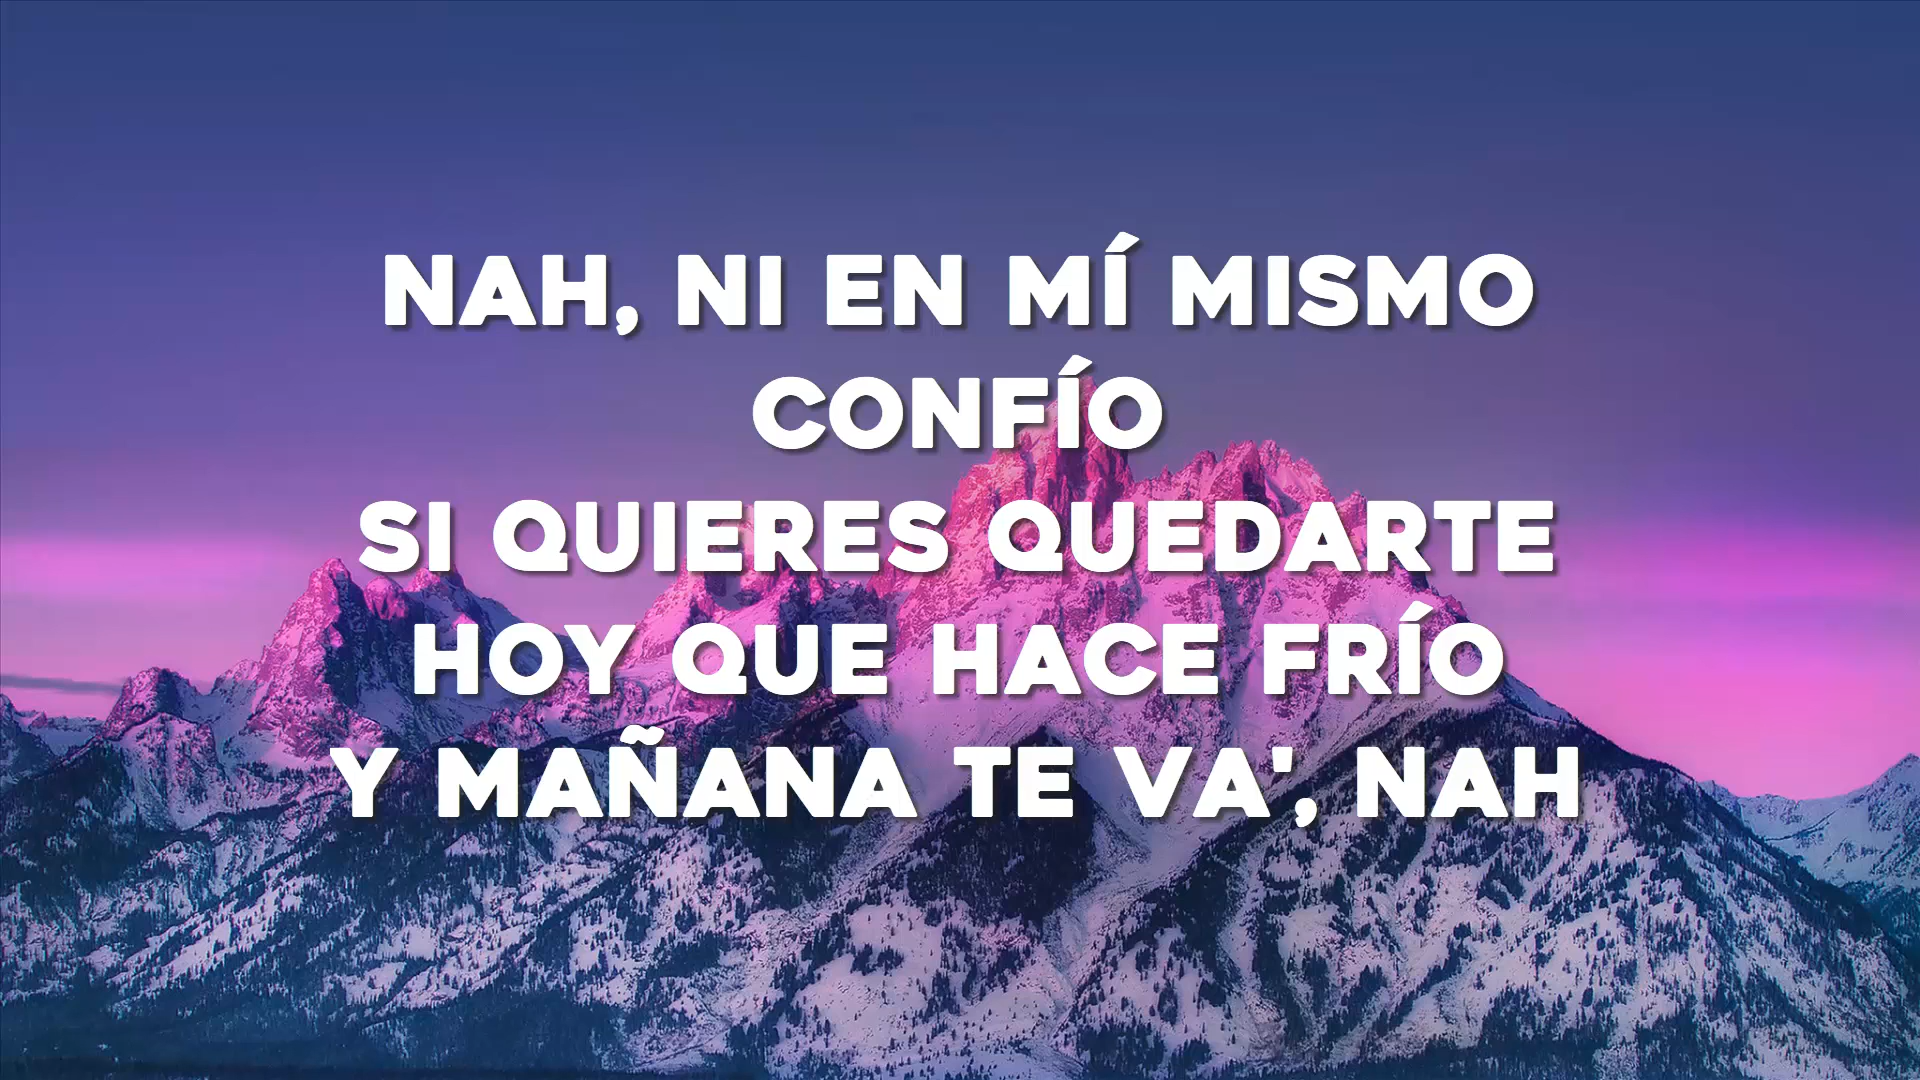 NAH, NI EN MÍ MISMO
CONFÍO
SI QUIERES QUEDARTE
HOY QUE HACE FRÍO
Y MAÑANA TE VA', NAH